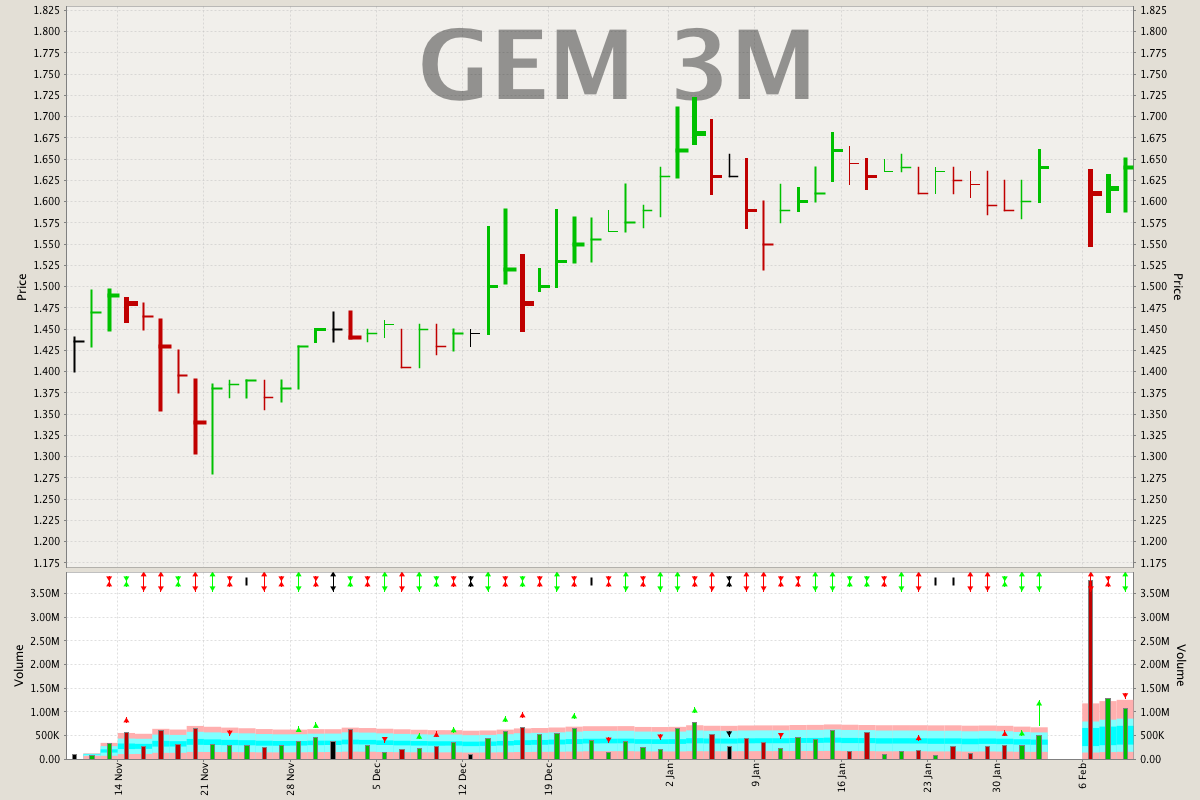 GEM 3M
1.825 1.825
1.800 1.800
1.775 1.775
1.750 1.750
1.725 1.725
1.700 1.700
1.675 1.675
1.650 1.650
1.625 1.625
1.600 1.600
1.575 1.575
1.550 1.550
1.525 1.525
1.500 1.500
1.475 1.475
1.450 1.450
1.425 1.425
1.400 1.400
1.375 1.375
1.350 1.350
1.325 1.325
1.300 1.300
1.275 1.275
1.250 1.250
1.225 1.225
1.200 1.200
1.175 1.175
Price Price
3.50M 3.50M
3.00M 3.00M
2.50M 2.50M
2.00M 2.00M
1.50M 1.50M
1.00M 1.00M
500K 500K
0.00 0.00
Volume Volume
14 Nov 21 Nov 28 Nov 5 Dec 12 Dec 19 Dec 2 Jan 9 Jan 16 Jan 23 Jan 30 Jan 6 Feb